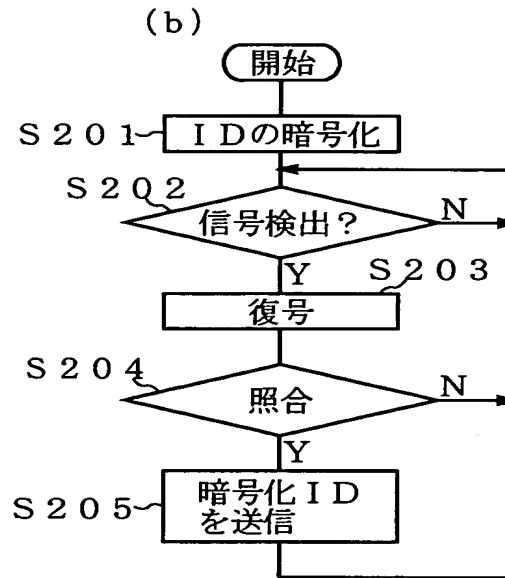 (b)
開始
S201
IDの暗号化
S202
信号検出?
N
Y
S203
復号
S204
照合
N
Y
S205
暗号化ID
を送信